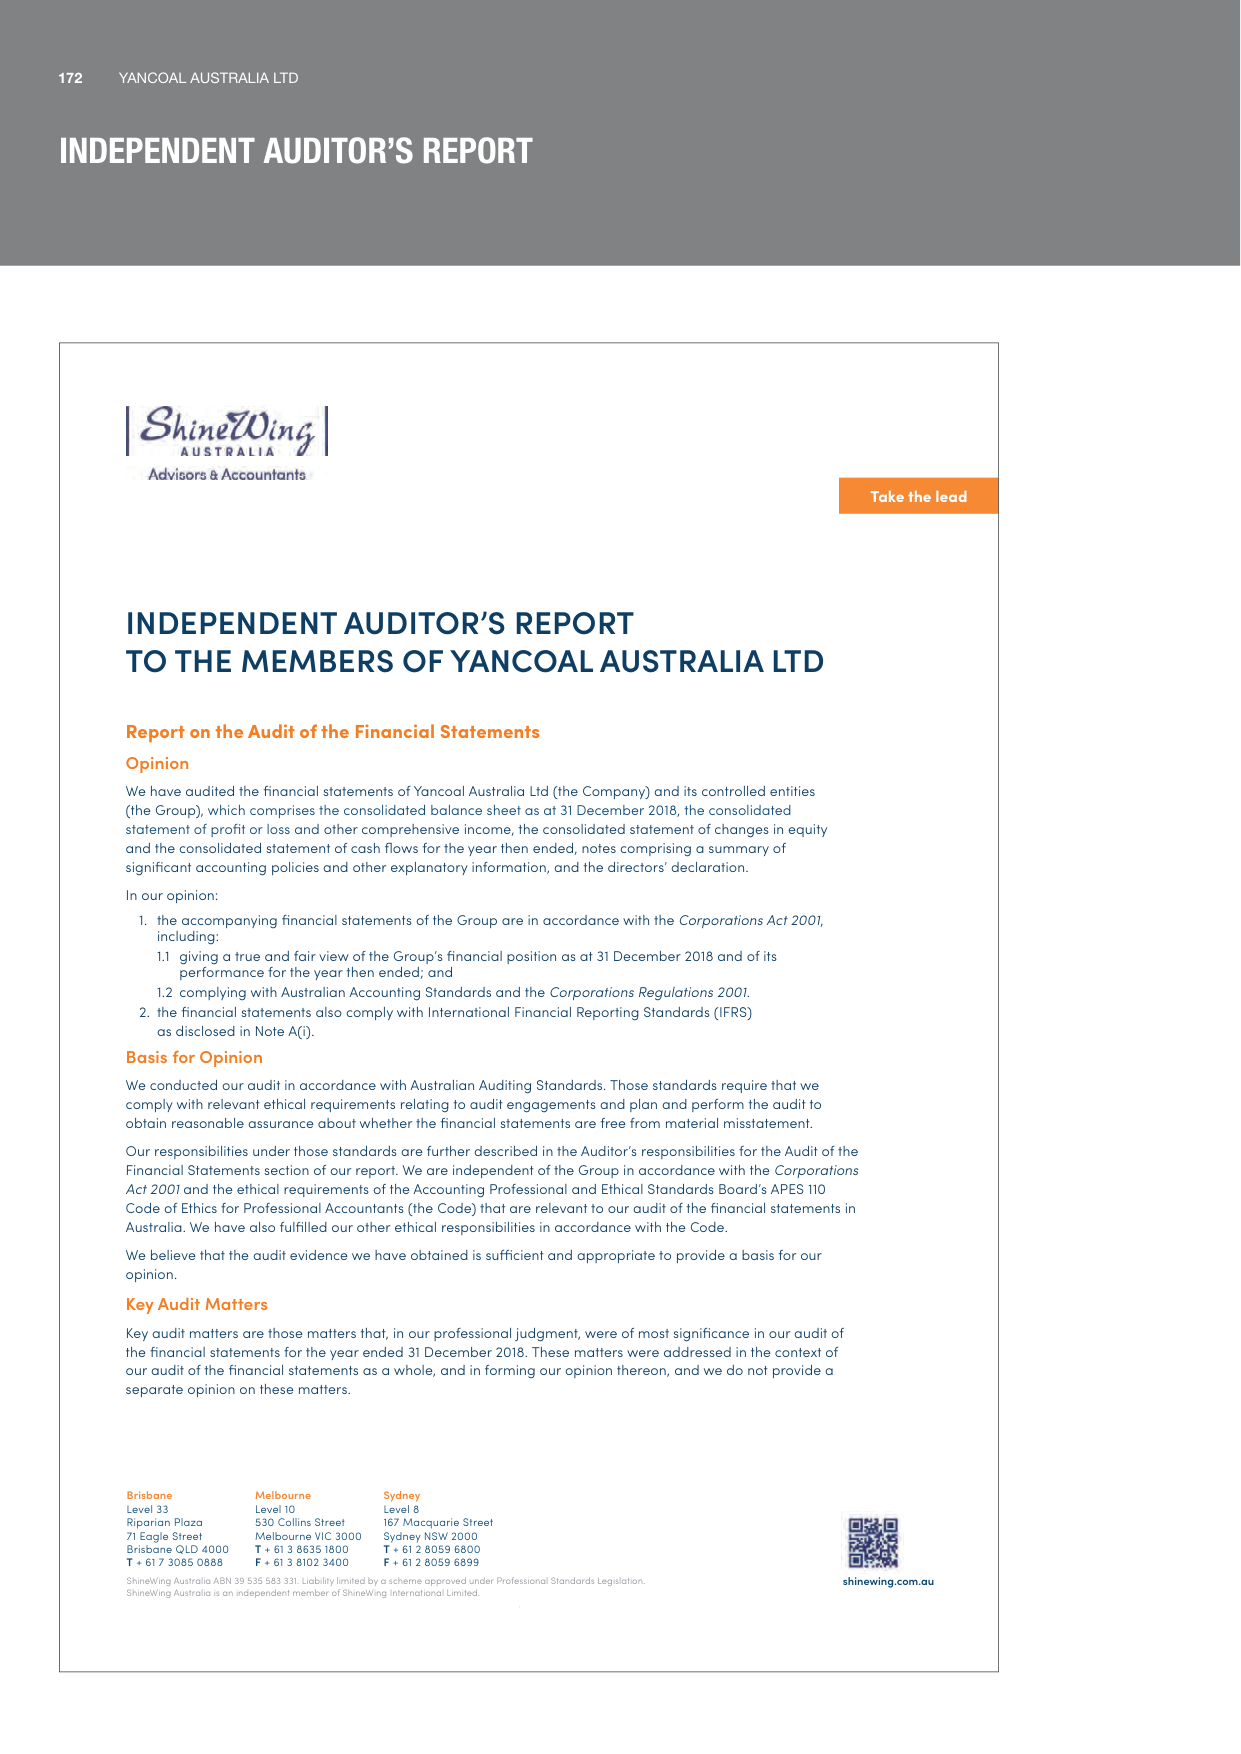 172 YANCOAL AUSTRALIA LTD
INDEPENDENT AUDITOR’S REPORT
ShineWing
AUSTRALIA
Advisors & Accountants
Take the lead
INDEPENDENT AUDITOR’S REPORT
TO THE MEMBERS OF YANCOAL AUSTRALIA LTD
Report on the Audit of the Financial Statements
Opinion
We have audited the financial statements of Yancoal Australia Ltd (the Company) and its controlled entities
(the Group), which comprises the consolidated balance sheet as at 31 December 2018, the consolidated
statement of profit or loss and other comprehensive income, the consolidated statement of changes in equity
and the consolidated statement of cash flows for the year then ended, notes comprising a summary of
significant accounting policies and other explanatory information, and the directors’ declaration.
In our opinion:
1. the accompanying financial statements of the Group are in accordance with the Corporations Act 2001,
including:
1.1 giving a true and fair view of the Group’s financial position as at 31 December 2018 and of its
performance for the year then ended; and
1.2 complying with Australian Accounting Standards and the Corporations Regulations 2001.
2. the financial statements also comply with International Financial Reporting Standards (IFRS)
as disclosed in Note A(i).
Basis for Opinion
We conducted our audit in accordance with Australian Auditing Standards. Those standards require that we
comply with relevant ethical requirements relating to audit engagements and plan and perform the audit to
obtain reasonable assurance about whether the financial statements are free from material misstatement.
Our responsibilities under those standards are further described in the Auditor’s responsibilities for the Audit of the
Financial Statements section of our report. We are independent of the Group in accordance with the Corporations
Act 2001 and the ethical requirements of the Accounting Professional and Ethical Standards Board’s APES 110
Code of Ethics for Professional Accountants (the Code) that are relevant to our audit of the financial statements in
Australia. We have also fulfilled our other ethical responsibilities in accordance with the Code.
We believe that the audit evidence we have obtained is sufficient and appropriate to provide a basis for our
opinion.
Key Audit Matters
Key audit matters are those matters that, in our professional judgment, were of most significance in our audit of
the financial statements for the year ended 31 December 2018. These matters were addressed in the context of
our audit of the financial statements as a whole, and in forming our opinion thereon, and we do not provide a
separate opinion on these matters.
Brisbane
Level 33
Riparian Plaza
71 Eagle Street
Brisbane QLD 4000
T + 61 7 3085 0888
Melbourne
Level 10
530 Collins Street
Melbourne VIC 3000
T + 61 3 8635 1800
F + 61 3 8102 3400
Sydney
Level 8
167 Macquarie Street
Sydney NSW 2000
T + 61 2 8059 6800
F + 61 2 8059 6899
ShineWing Australia ABN 39 535 583 331. Liability limited by a scheme approved under Professional Standards Legislation.
ShineWing Australia is an independent member of ShineWing International Limited.
shinewing.com.au